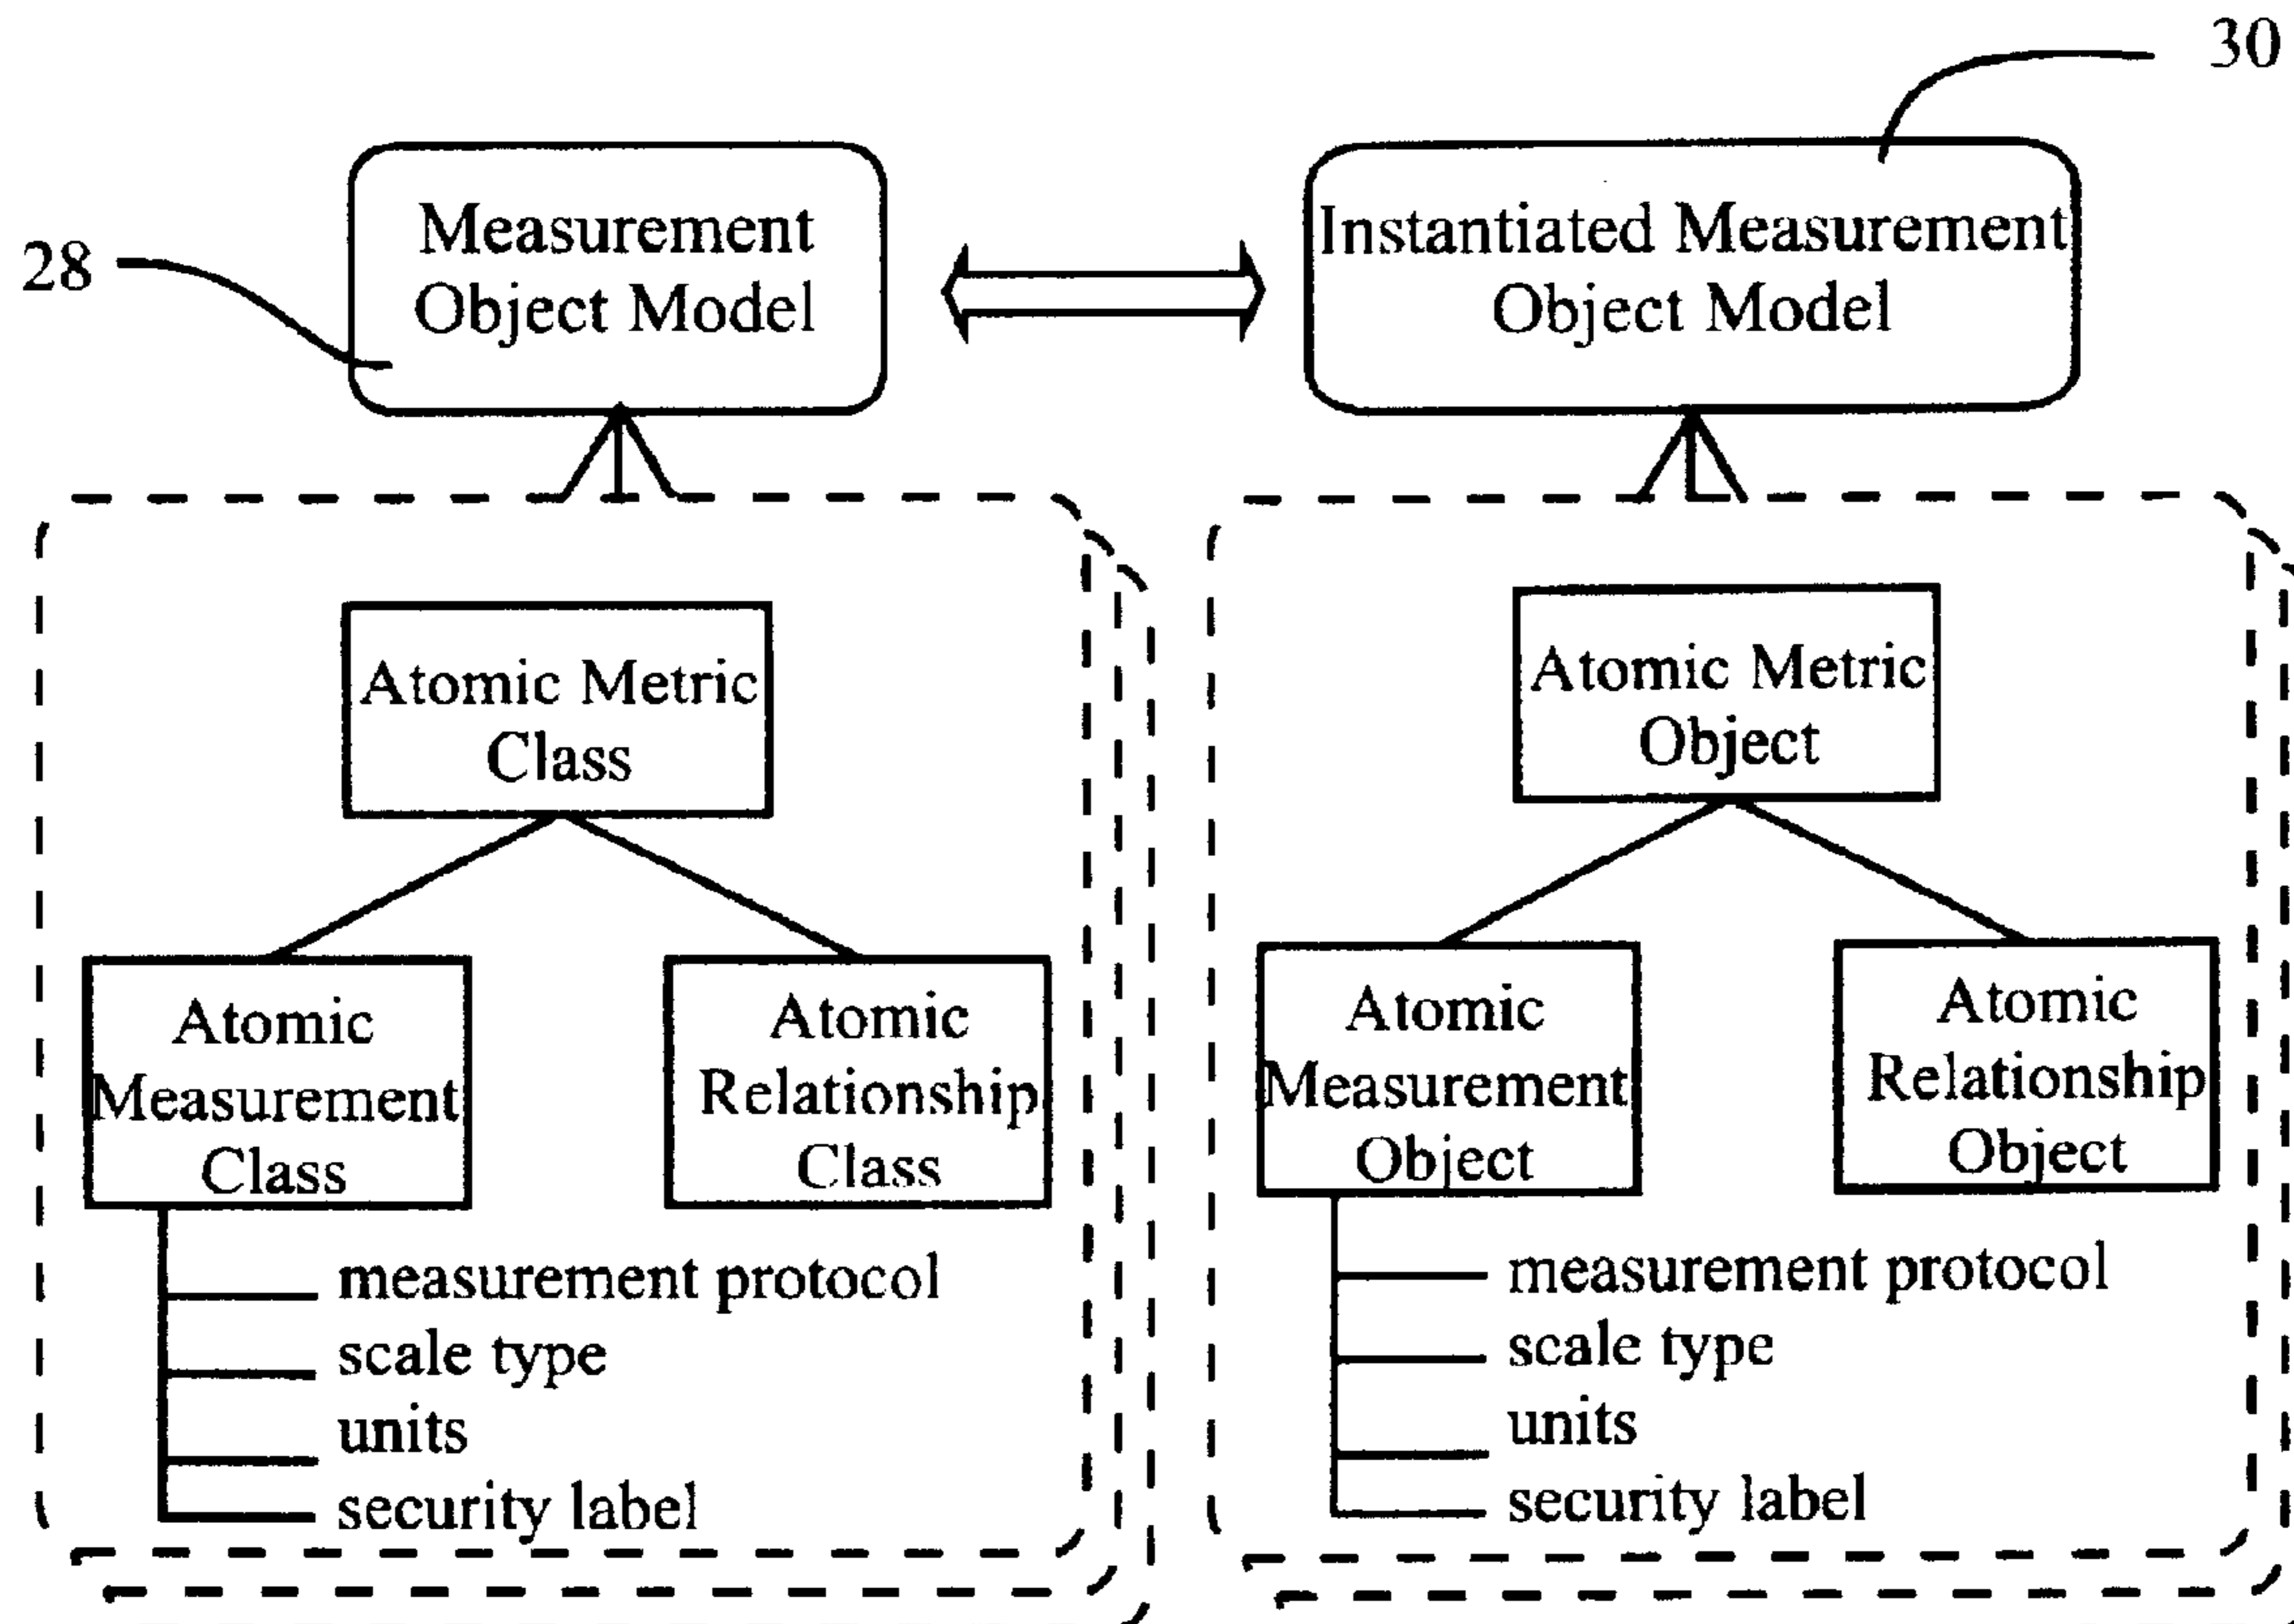 30
28
Measurement
Object Model
Instantiated Measurement
Object Model
Atomic Metric
Class
Atomic
Measurement
Class
Atomic
Relationship
Class
measurement protocol
scale type
units
security label
Atomic Metric
Object
Atomic
Measurement
Object
Atomic
Relationship
Object
measurement protocol
scale type
units
security label